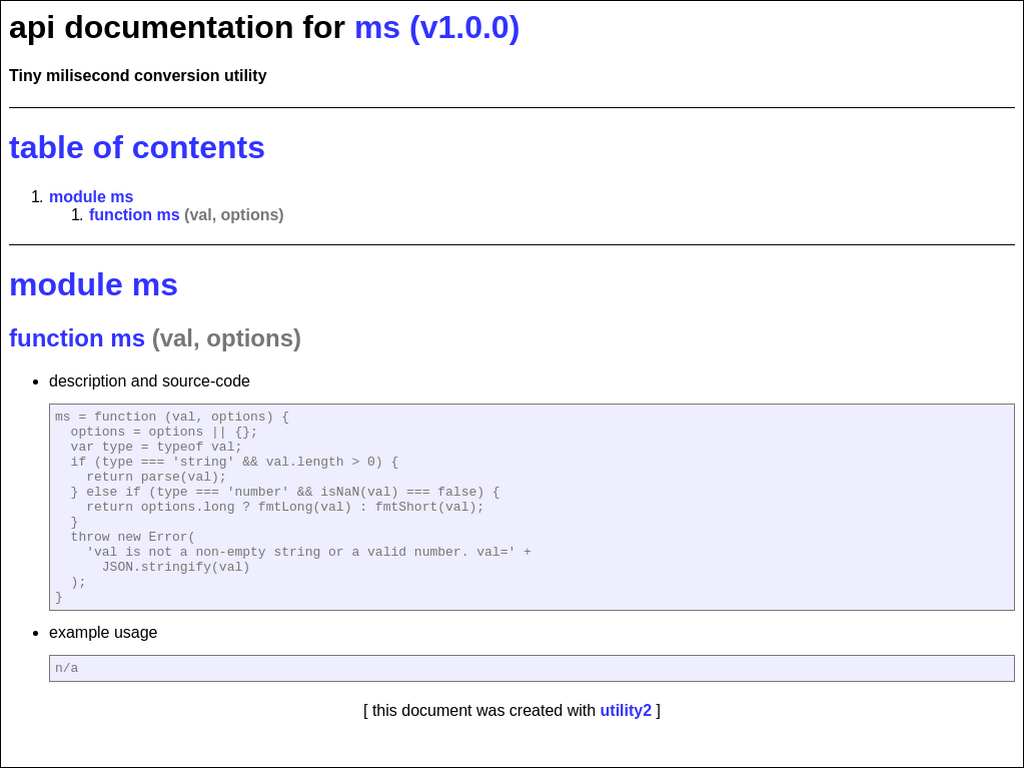 api documentation for ms (v1.0.0)
Tiny milisecond conversion utility
table of contents
1. module ms
1. function ms (val, options)
module ms
function ms (val, options)
• description and source-code
ms = function (val, options) {
  options = options || {};
  var type = typeof val;
  if (type === 'string' && val.length > 0) {
    return parse(val);
  } else if (type === 'number' && isNaN(val) === false) {
    return options.long ? fmtLong(val) : fmtShort(val);
  }
  throw new Error(
    'val is not a non-empty string or a valid number. val=' +
      JSON.stringify(val)
  );
}
• example usage
n/a
[ this document was created with utility2 ]